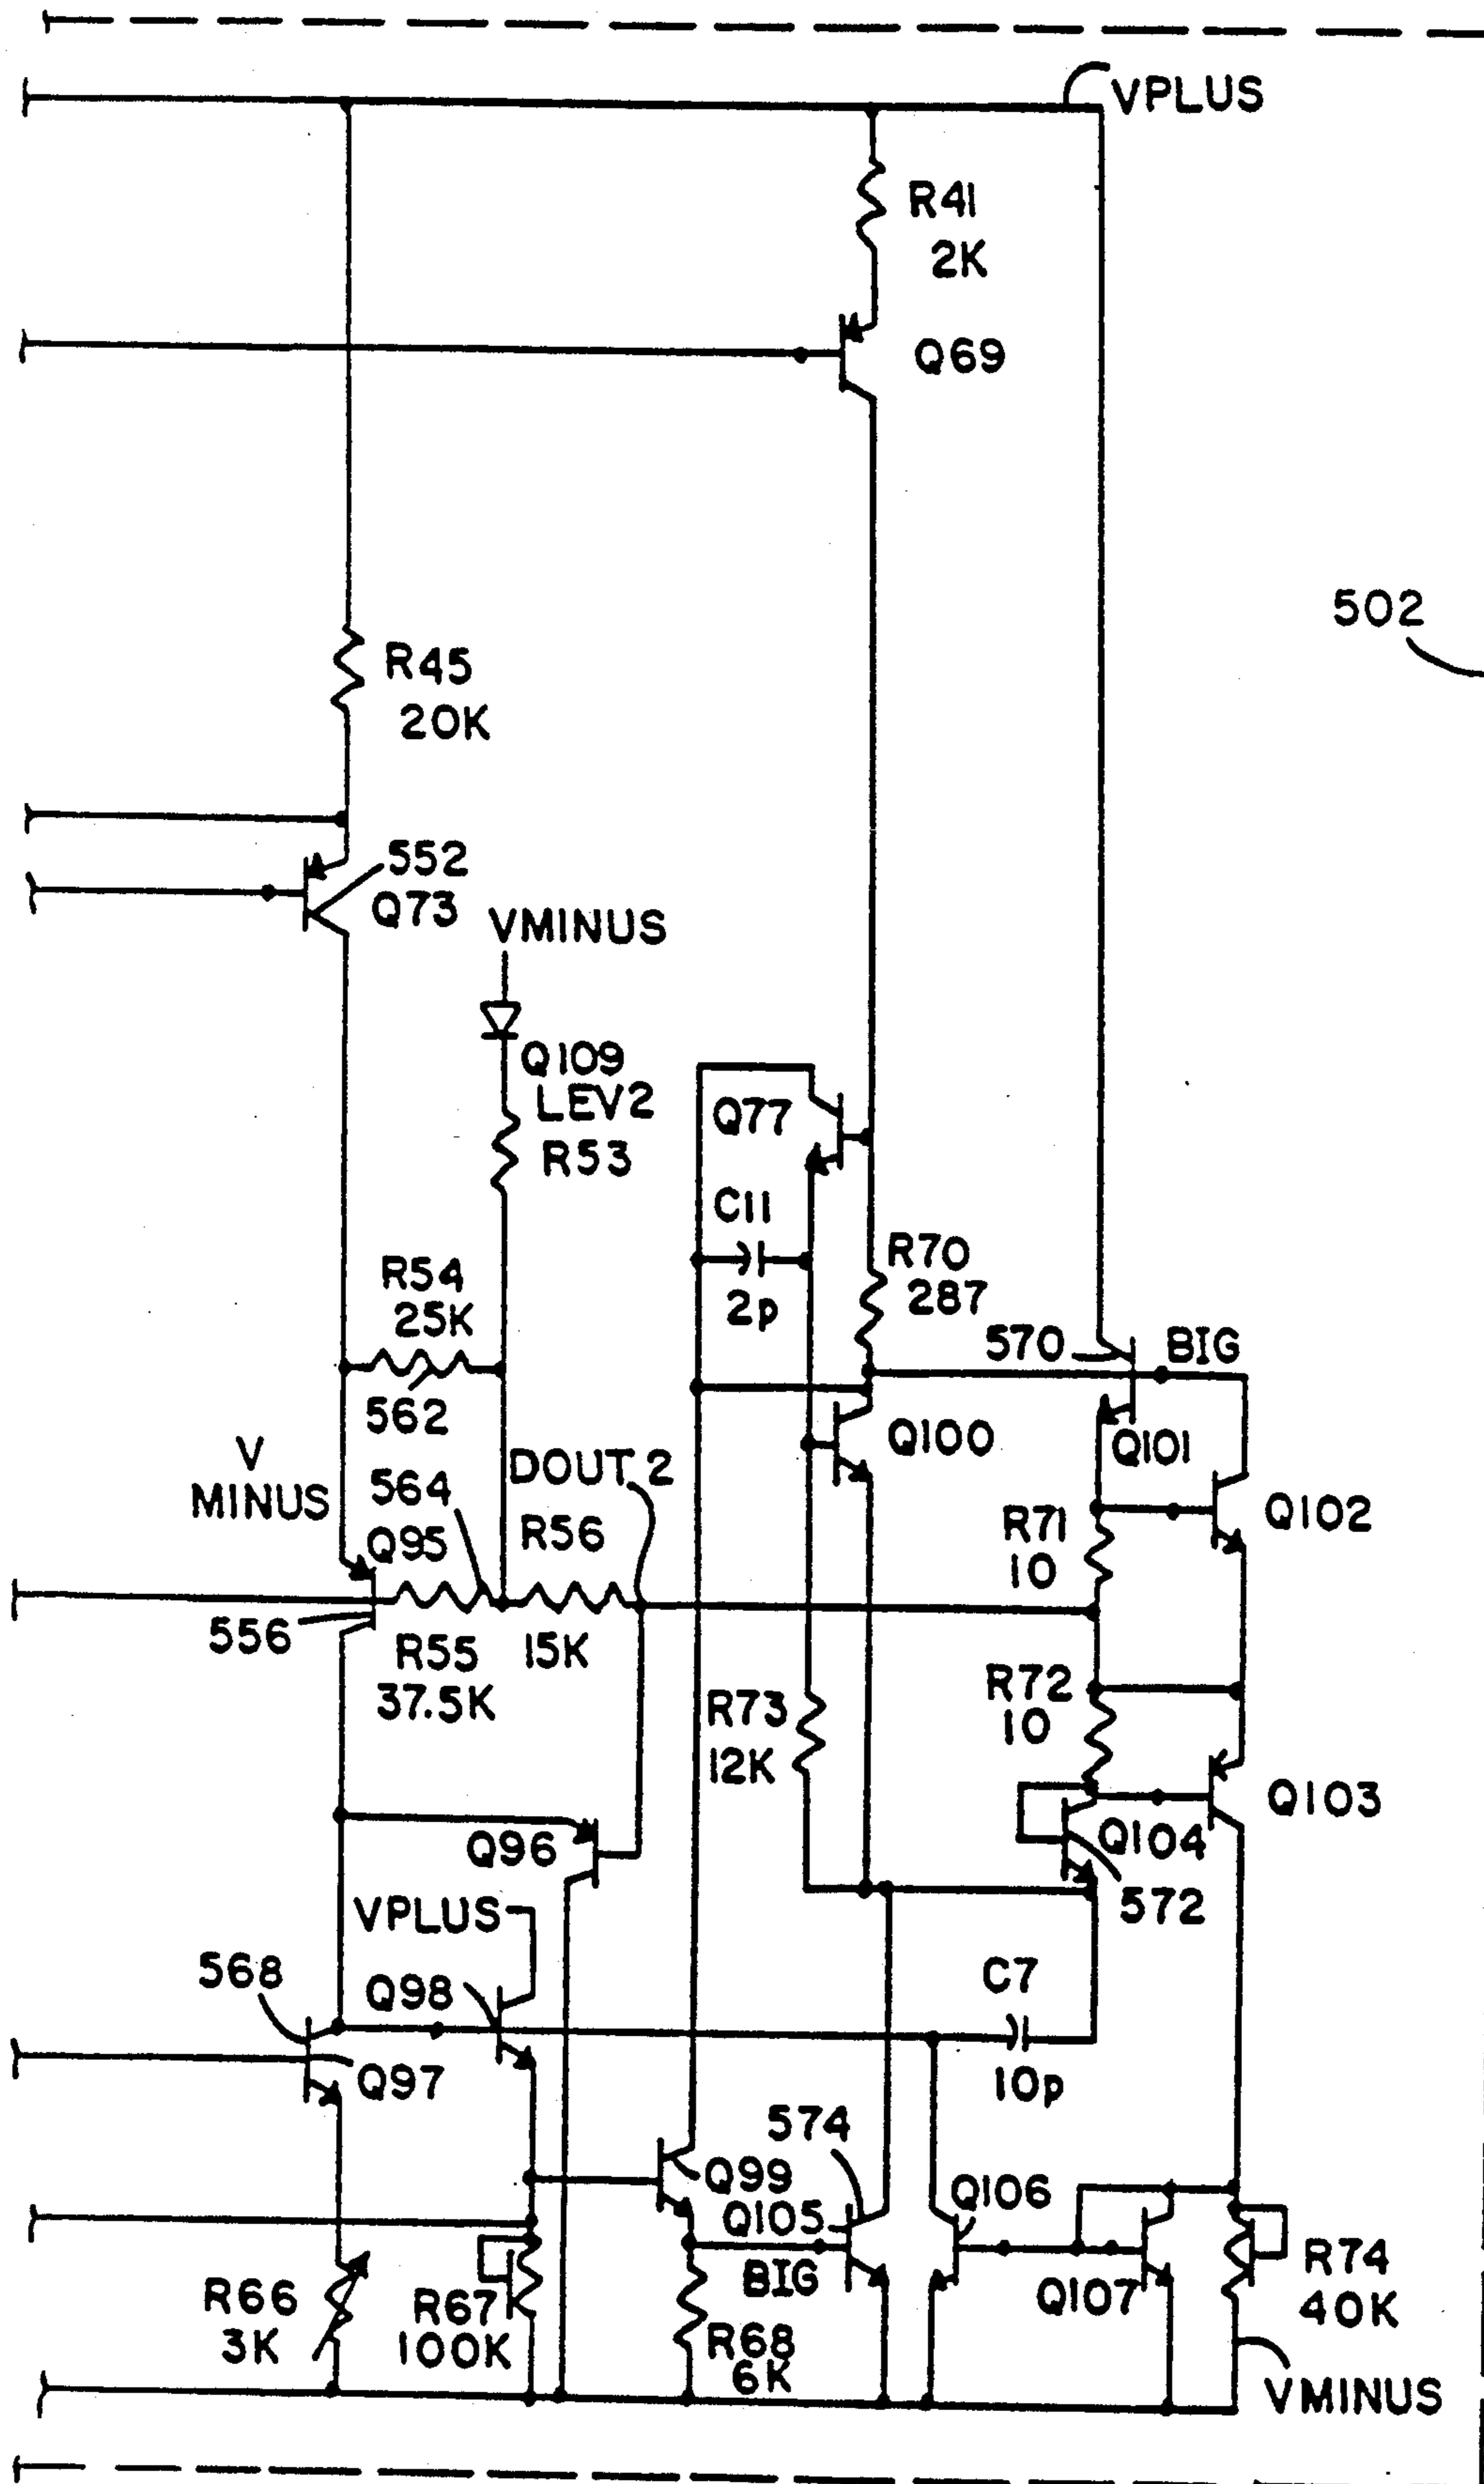 VPLUS
R41
2K
Q69
502
R45
20K
552
Q73
VMINUS
Q109
LEV2
R53
Q77
C11
2p
R70
287
R54
25K
562
570
BIG
Q100
Q101
V
MINUS
564
DOUT 2
Q95
R56
Q102
R71
10
556
R55
15K
37.5K
R73
12K
R72
10
Q103
Q96
Q104
572
VPLUS
568
Q98
C7
10p
Q97
574
Q99
Q105
Q106
BIG
Q107
R66
3K
R67
100K
R68
6K
R74
40K
VMINUS